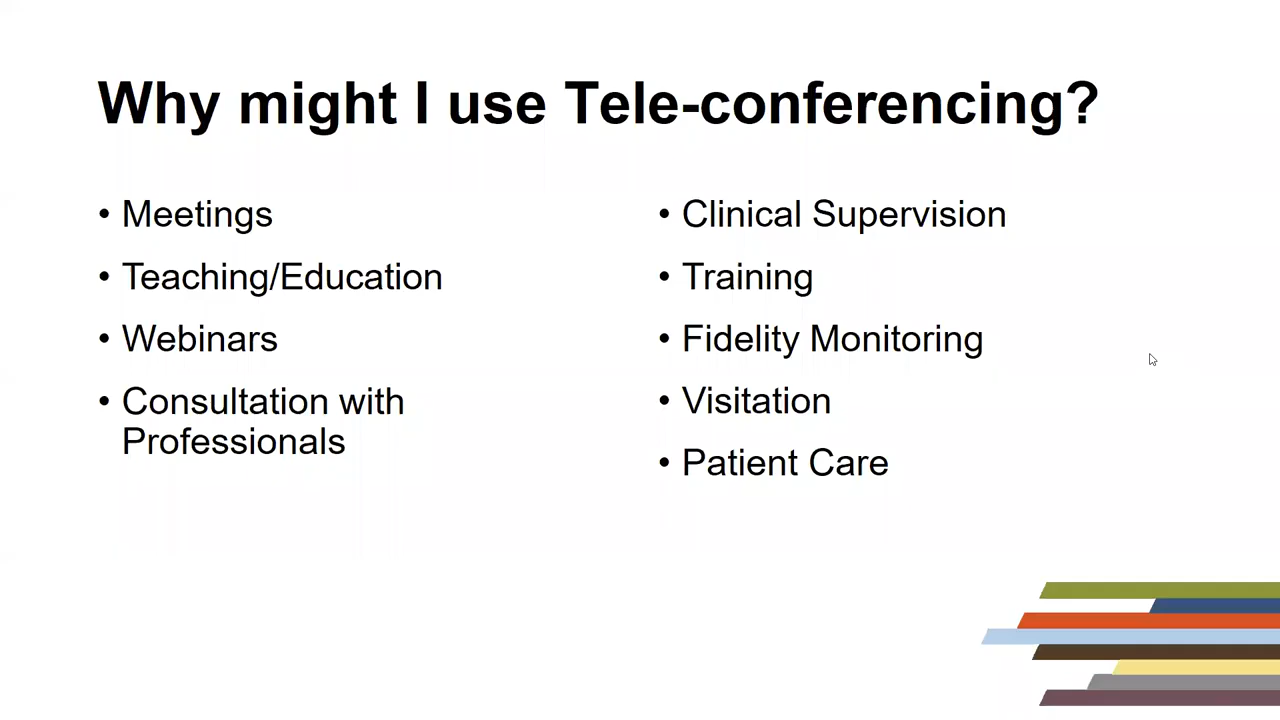 Why might I use Tele-conferencing?
• Meetings
• Teaching/Education
• Webinars
• Consultation with
Professionals
• Clinical Supervision
• Training
• Fidelity Monitoring
• Visitation
• Patient Care